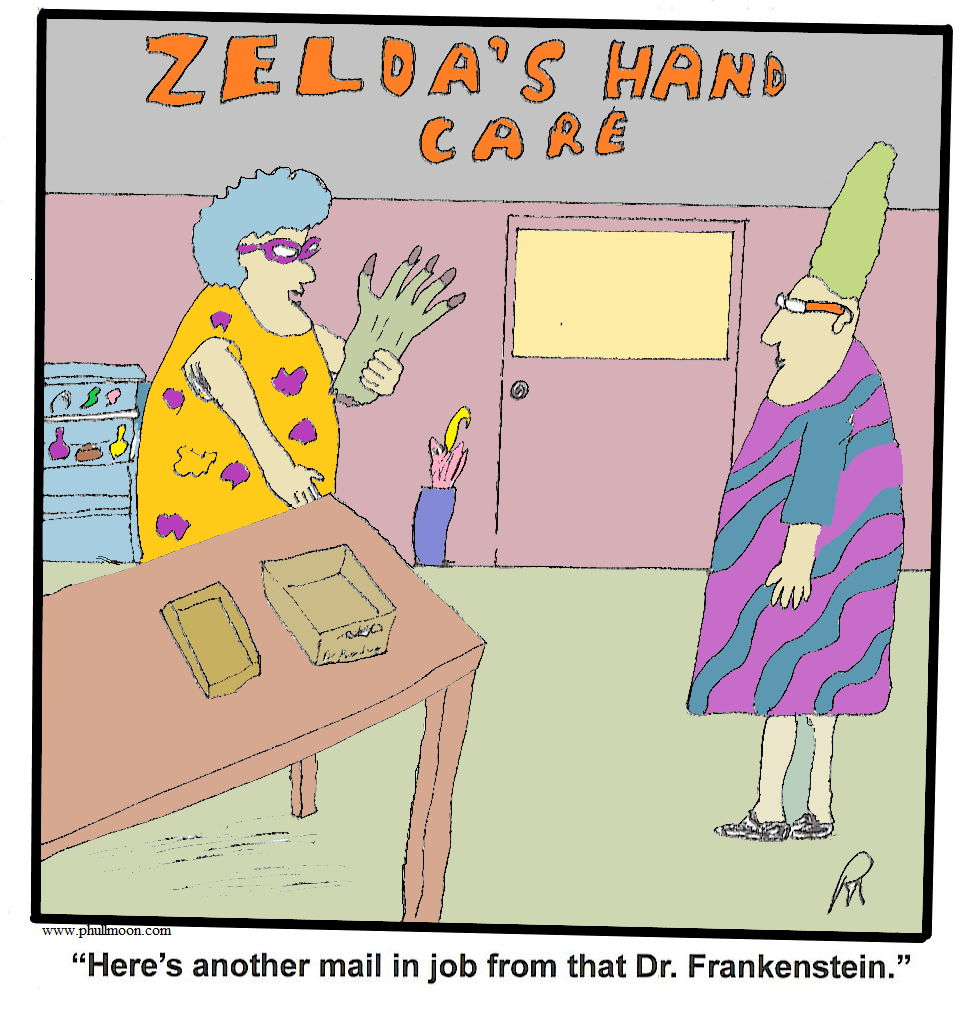 ZELDA'S HAND
CARE
www.phullmoon.com
“Here’s another mail in job from that Dr. Frankenstein.”